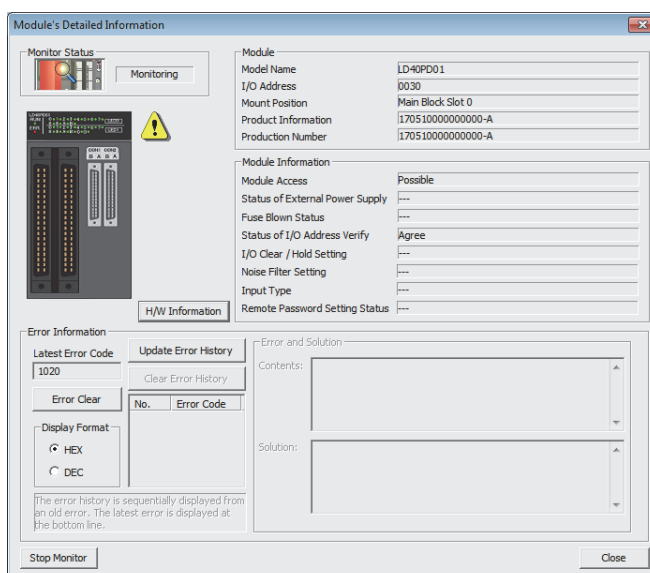 Module's Detailed Information
Monitor Status
Monitoring
LD40PD01
RUN
ERR
CON1 CON2
B A B A
H/W Information
Module
Model Name LD40PD01
I/O Address 0030
Mount Position Main Block Slot 0
Product Information 170510000000000-A
Production Number 170510000000000-A
Module Information
Module Access Possible
Status of External Power Supply ---
Fuse Blown Status ---
Status of I/O Address Verify Agree
I/O Clear / Hold Setting ---
Noise Filter Setting ---
Input Type ---
Remote Password Setting Status ---
Error Information
Latest Error Code
1020
Error Clear
Display Format
HEX
DEC
Update Error History
Clear Error History
No. Error Code
The error history is sequentially displayed from
an old error. The latest error is displayed at
the bottom line.
Error and Solution
Contents:
Solution:
Stop Monitor
Close